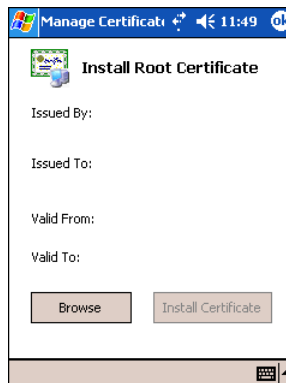 Manage Certificat 11:49 ok
Install Root Certificate
Issued By:
Issued To:
Valid From:
Valid To:
Browse Install Certificate